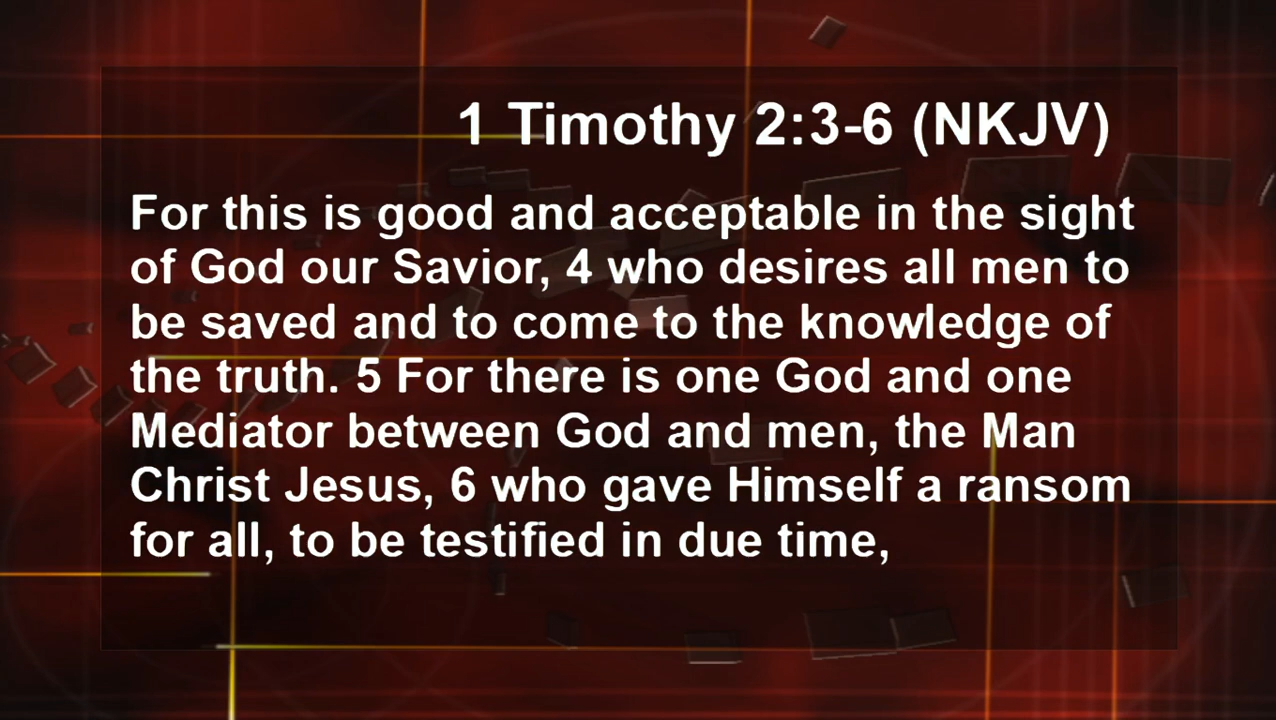 1 Timothy 2:3-6 (NKJV)
For this is good and acceptable in the sight
of God our Savior, 4 who desires all men to
be saved and to come to the knowledge of
the truth. 5 For there is one God and one
Mediator between God and men, the Man
Christ Jesus, 6 who gave Himself a ransom
for all, to be testified in due time,